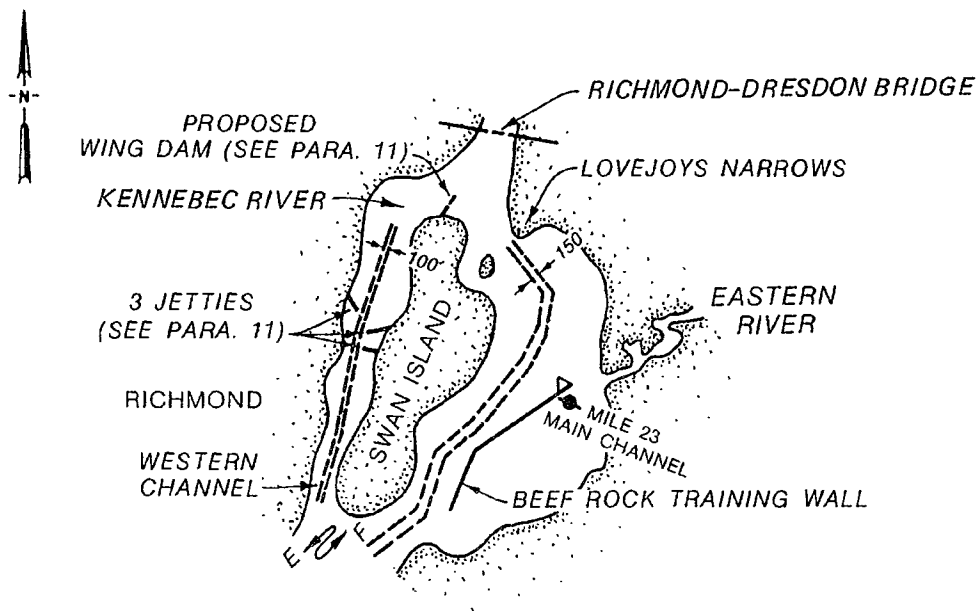 -N-
RICHMOND-DRESDON BRIDGE
PROPOSED
WING DAM (SEE PARA. 11)
LOVEJOYS NARROWS
KENNEBEC RIVER
100'
150
3 JETTIES
(SEE PARA. 11)
EASTERN
RIVER
SWAN ISLAND
RICHMOND
MILE 23
MAIN CHANNEL
WESTERN
CHANNEL
BEEF ROCK TRAINING WALL
E
F